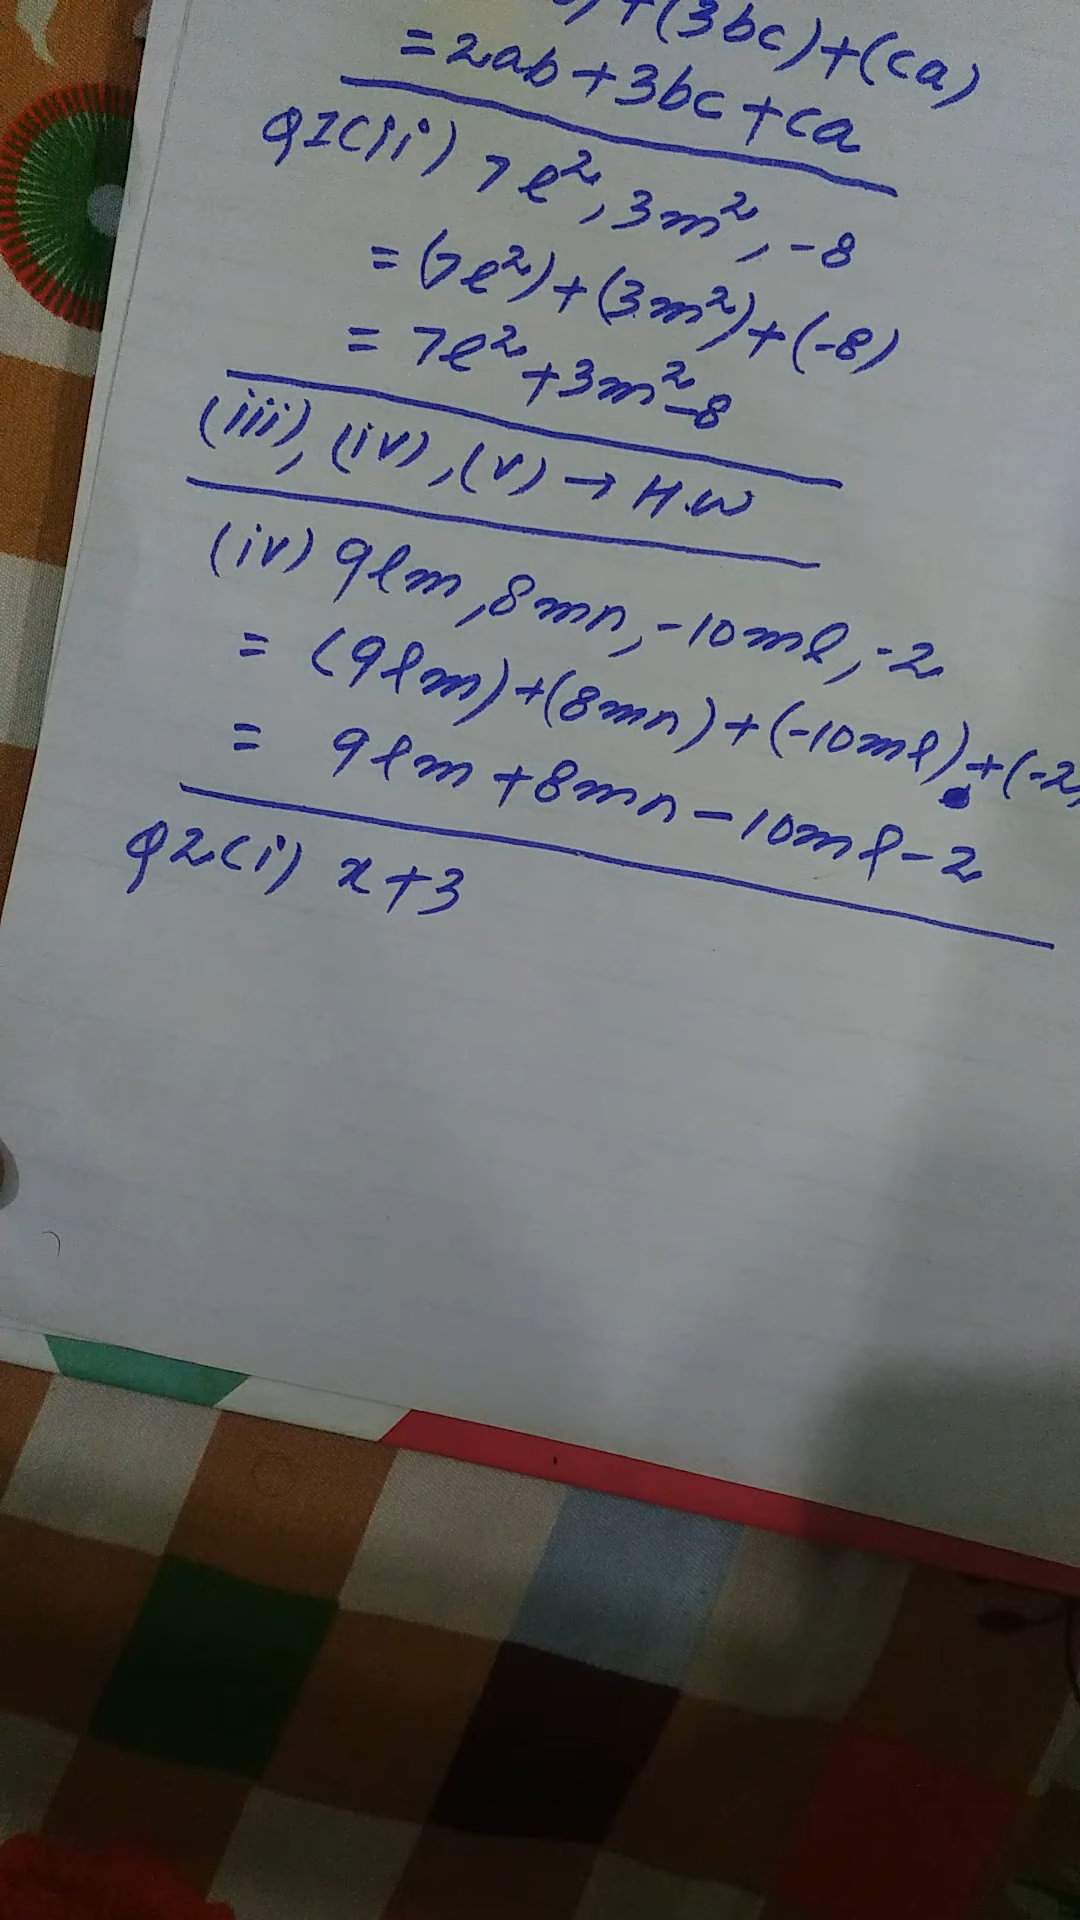 +(3bc)+(ca)
=2ab+3bc+ca
Q1(ii) 7l², 3m², -8
= (7l²)+(3m²)+(-8)
= 7l²+3m²-8
(iii), (iv), (v) → H.W
(iv) 9lm, 8mn, -10ml, -2
= (9lm)+(8mn)+(-10ml)+(-2
= 9lm+8mn-10ml-2
Q2(i) x+3